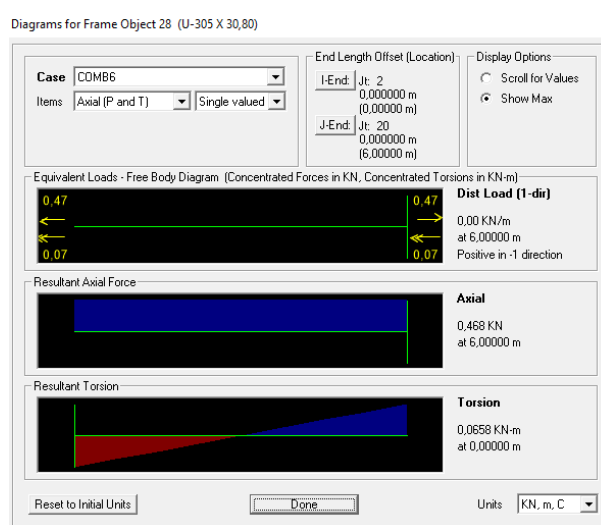 Diagrams for Frame Object 28 (U-305 X 30,80)
Case COMB6
Items Axial (P and T) Single valued
End Length Offset (Location)
I-End: Jt: 2
0,000000 m
(0,00000 m)
J-End: Jt: 20
0,000000 m
(6,00000 m)
Display Options
Scroll for Values
Show Max
Equivalent Loads - Free Body Diagram (Concentrated Forces in KN, Concentrated Torsions in KN-m)
0,47 0,47
0,07 0,07
Dist Load (1-dir)
0,00 KN/m
at 6,00000 m
Positive in -1 direction
Resultant Axial Force
Axial
0,468 KN
at 6,00000 m
Resultant Torsion
Torsion
0,0658 KN-m
at 0,00000 m
Reset to Initial Units Done Units KN, m, C